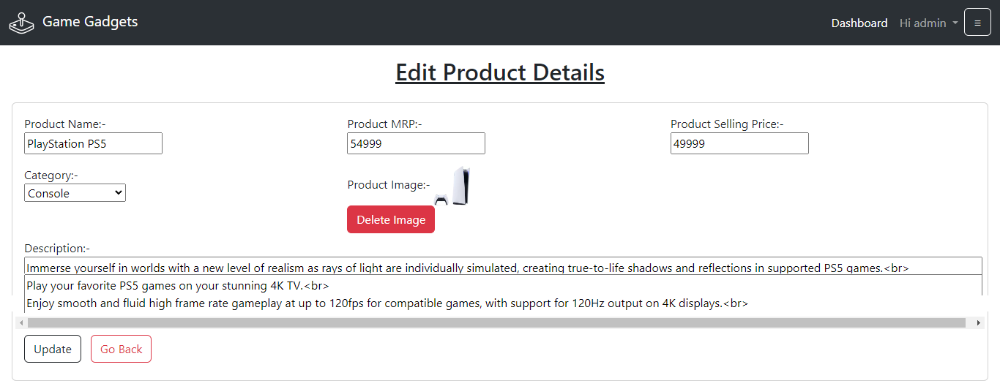 Game Gadgets
Dashboard Hi admin
Edit Product Details
Product Name:- Product MRP:- Product Selling Price:-
PlayStation PS5 54999 49999
Category:- Product Image:-
Console
Delete Image
Description:-
Immerse yourself in worlds with a new level of realism as rays of light are individually simulated, creating true-to-life shadows and reflections in supported PS5 games.<br>
Play your favorite PS5 games on your stunning 4K TV.<br>
Enjoy smooth and fluid high frame rate gameplay at up to 120fps for compatible games, with support for 120Hz output on 4K displays.<br>
Update Go Back